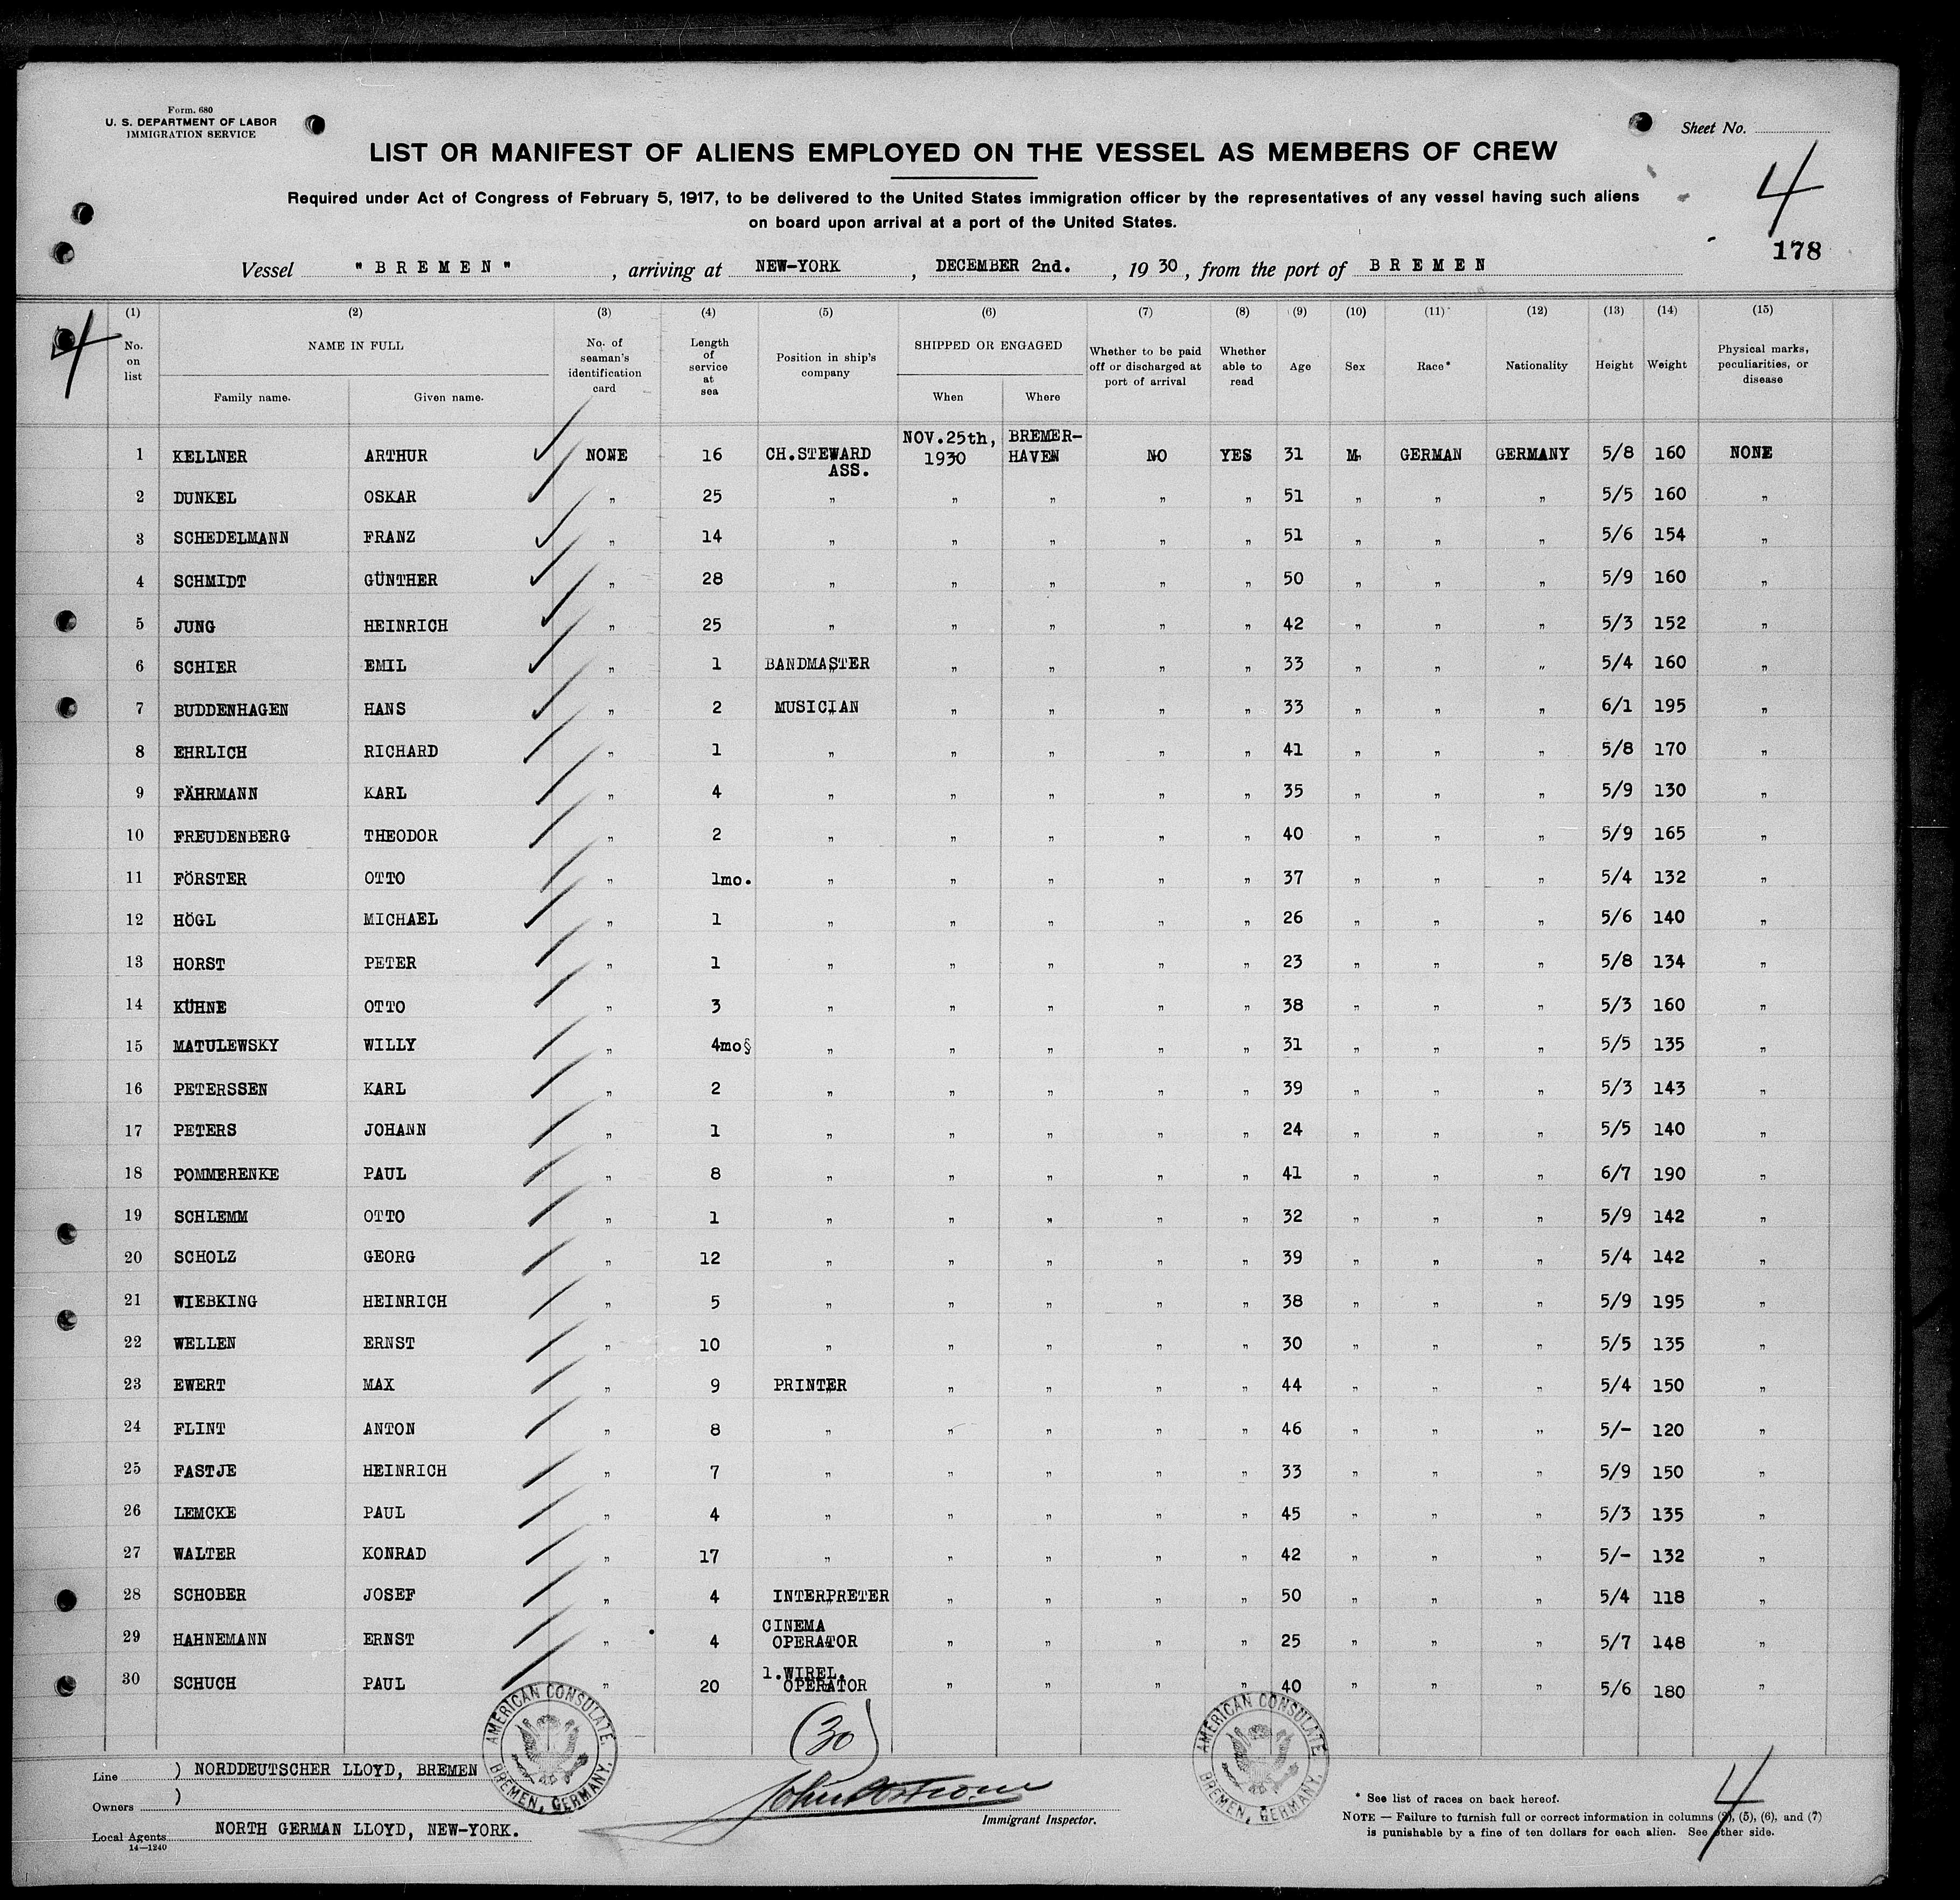 Form. 680
U. S. DEPARTMENT OF LABOR
IMMIGRATION SERVICE
Sheet No.
4
178
LIST OR MANIFEST OF ALIENS EMPLOYED ON THE VESSEL AS MEMBERS OF CREW
Required under Act of Congress of February 5, 1917, to be delivered to the United States immigration officer by the representatives of any vessel having such aliens
on board upon arrival at a port of the United States.
Vessel "BREMEN", arriving at NEW-YORK, DECEMBER 2nd., 1930, from the port of BREMEN
4
(1) (2) (3) (4) (5) (6) (7) (8) (9) (10) (11) (12) (13) (14) (15)
No. on list NAME IN FULL Family name. Given name. No. of seaman's identification card Length of service at sea Position in ship's company SHIPPED OR ENGAGED When Where Whether to be paid off or discharged at port of arrival Whether able to read Age Sex Race* Nationality Height Weight Physical marks, peculiarities, or disease
1 KELLNER ARTHUR NONE 16 CH.STEWARD ASS. NOV.25th, 1930 BREMER-HAVEN NO YES 31 M. GERMAN GERMANY 5/8 160 NONE
2 DUNKEL OSKAR " 25 " " " " " 51 " " " 5/5 160 "
3 SCHEDELMANN FRANZ " 14 " " " " " 51 " " " 5/6 154 "
4 SCHMIDT GÜNTHER " 28 " " " " " 50 " " " 5/9 160 "
5 JUNG HEINRICH " 25 " " " " " 42 " " " 5/3 152 "
6 SCHIER EMIL " 1 BANDMASTER " " " " 33 " " " 5/4 160 "
7 BUDDENHAGEN HANS " 2 MUSICIAN " " " " 33 " " " 6/1 195 "
8 EHRLICH RICHARD " 1 " " " " " 41 " " " 5/8 170 "
9 FÄHRMANN KARL " 4 " " " " " 35 " " " 5/9 130 "
10 FREUDENBERG THEODOR " 2 " " " " " 40 " " " 5/9 165 "
11 FÖRSTER OTTO " 1mo. " " " " " 37 " " " 5/4 132 "
12 HÖGL MICHAEL " 1 " " " " " 26 " " " 5/6 140 "
13 HORST PETER " 1 " " " " " 23 " " " 5/8 134 "
14 KÜHNE OTTO " 3 " " " " " 38 " " " 5/3 160 "
15 MATULEWSKY WILLY " 4mo§ " " " " " 31 " " " 5/5 135 "
16 PETERSSEN KARL " 2 " " " " " 39 " " " 5/3 143 "
17 PETERS JOHANN " 1 " " " " " 24 " " " 5/5 140 "
18 POMMERENKE PAUL " 8 " " " " " 41 " " " 6/7 190 "
19 SCHLEMM OTTO " 1 " " " " " 32 " " " 5/9 142 "
20 SCHOLZ GEORG " 12 " " " " " 39 " " " 5/4 142 "
21 WIEBKING HEINRICH " 5 " " " " " 38 " " " 5/9 195 "
22 WELLEN ERNST " 10 " " " " " 30 " " " 5/5 135 "
23 EWERT MAX " 9 PRINTER " " " " 44 " " " 5/4 150 "
24 FLINT ANTON " 8 " " " " " 46 " " " 5/- 120 "
25 FASTJE HEINRICH " 7 " " " " " 33 " " " 5/9 150 "
26 LEMCKE PAUL " 4 " " " " " 45 " " " 5/3 135 "
27 WALTER KONRAD " 17 " " " " " 42 " " " 5/- 132 "
28 SCHOBER JOSEF " 4 INTERPRETER " " " " 50 " " " 5/4 118 "
29 HAHNEMANN ERNST " 4 CINEMA OPERATOR " " " " 25 " " " 5/7 148 "
30 SCHUCH PAUL " 20 1.WIREL. OPERATOR " " " " 40 " " " 5/6 180 "
(30)
AMERICAN CONSULATE. BREMEN, GERMANY.
AMERICAN CONSULATE BREMEN, GERMANY.
Line ) NORDDEUTSCHER LLOYD, BREMEN
Owners )
Local Agents NORTH GERMAN LLOYD, NEW-YORK.
14—1240
Immigrant Inspector.
* See list of races on back hereof.
NOTE — Failure to furnish full or correct information in columns (3), (5), (6), and (7)
is punishable by a fine of ten dollars for each alien. See other side.
4